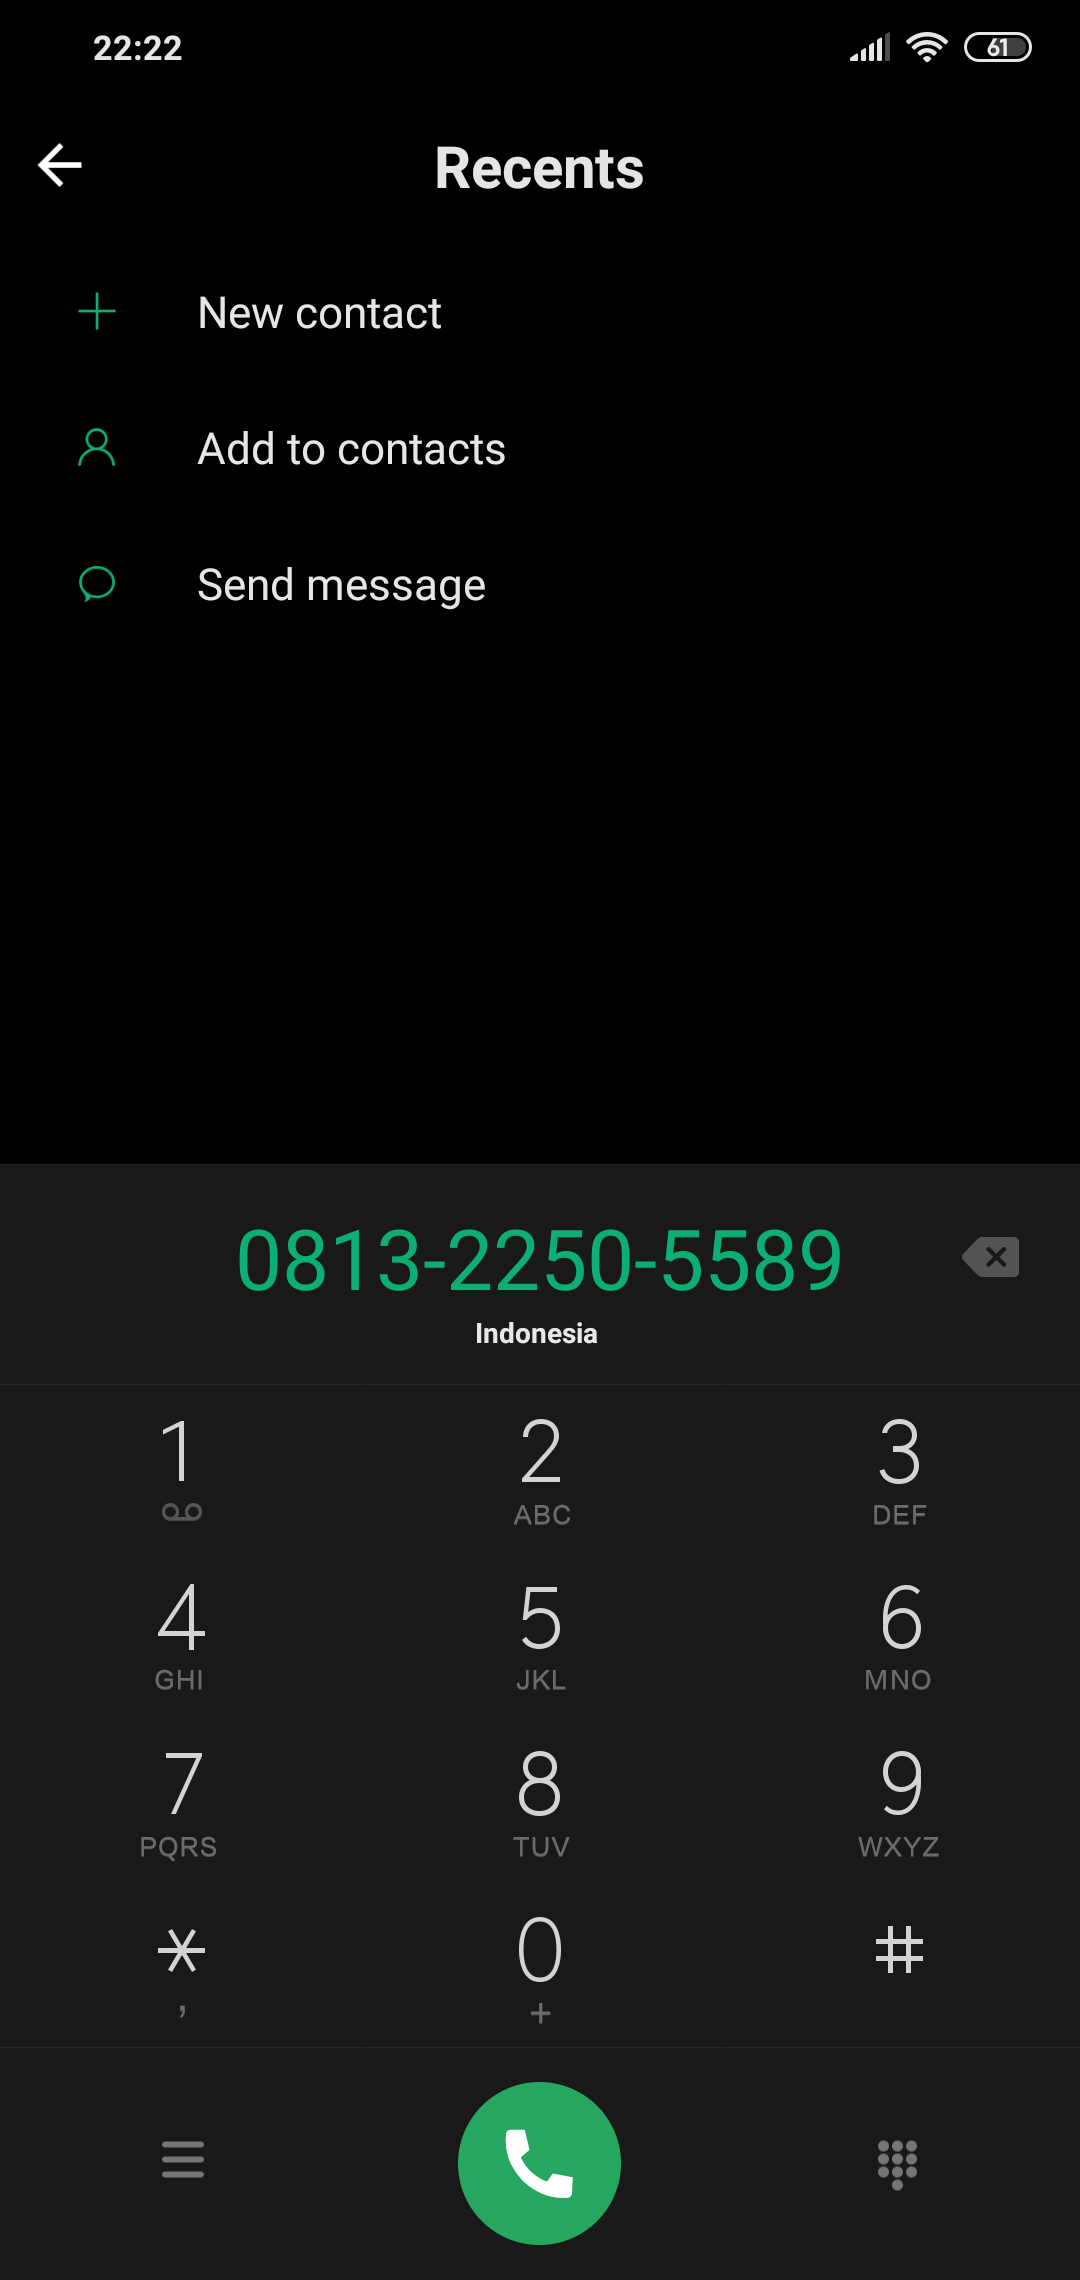 22:22
61
Recents
New contact
Add to contacts
Send message
0813-2250-5589
Indonesia
1 2 3
ABC DEF
4 5 6
GHI JKL MNO
7 8 9
PQRS TUV WXYZ
* 0 #
, +